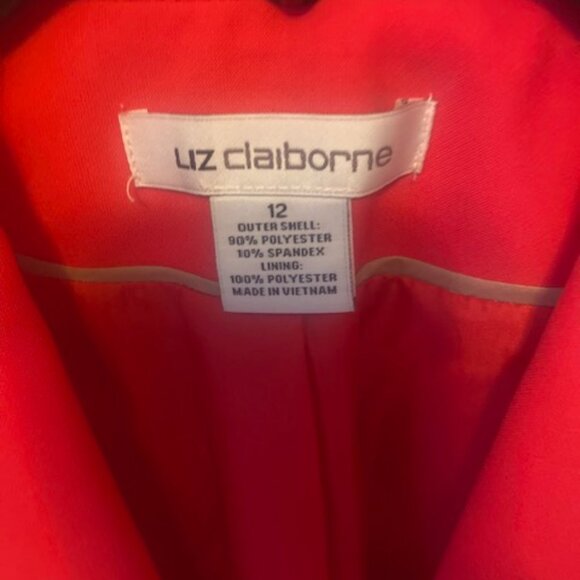 Liz claiborne
12
OUTER SHELL:
90% POLYESTER
10% SPANDEX
LINING:
100% POLYESTER
MADE IN VIETNAM